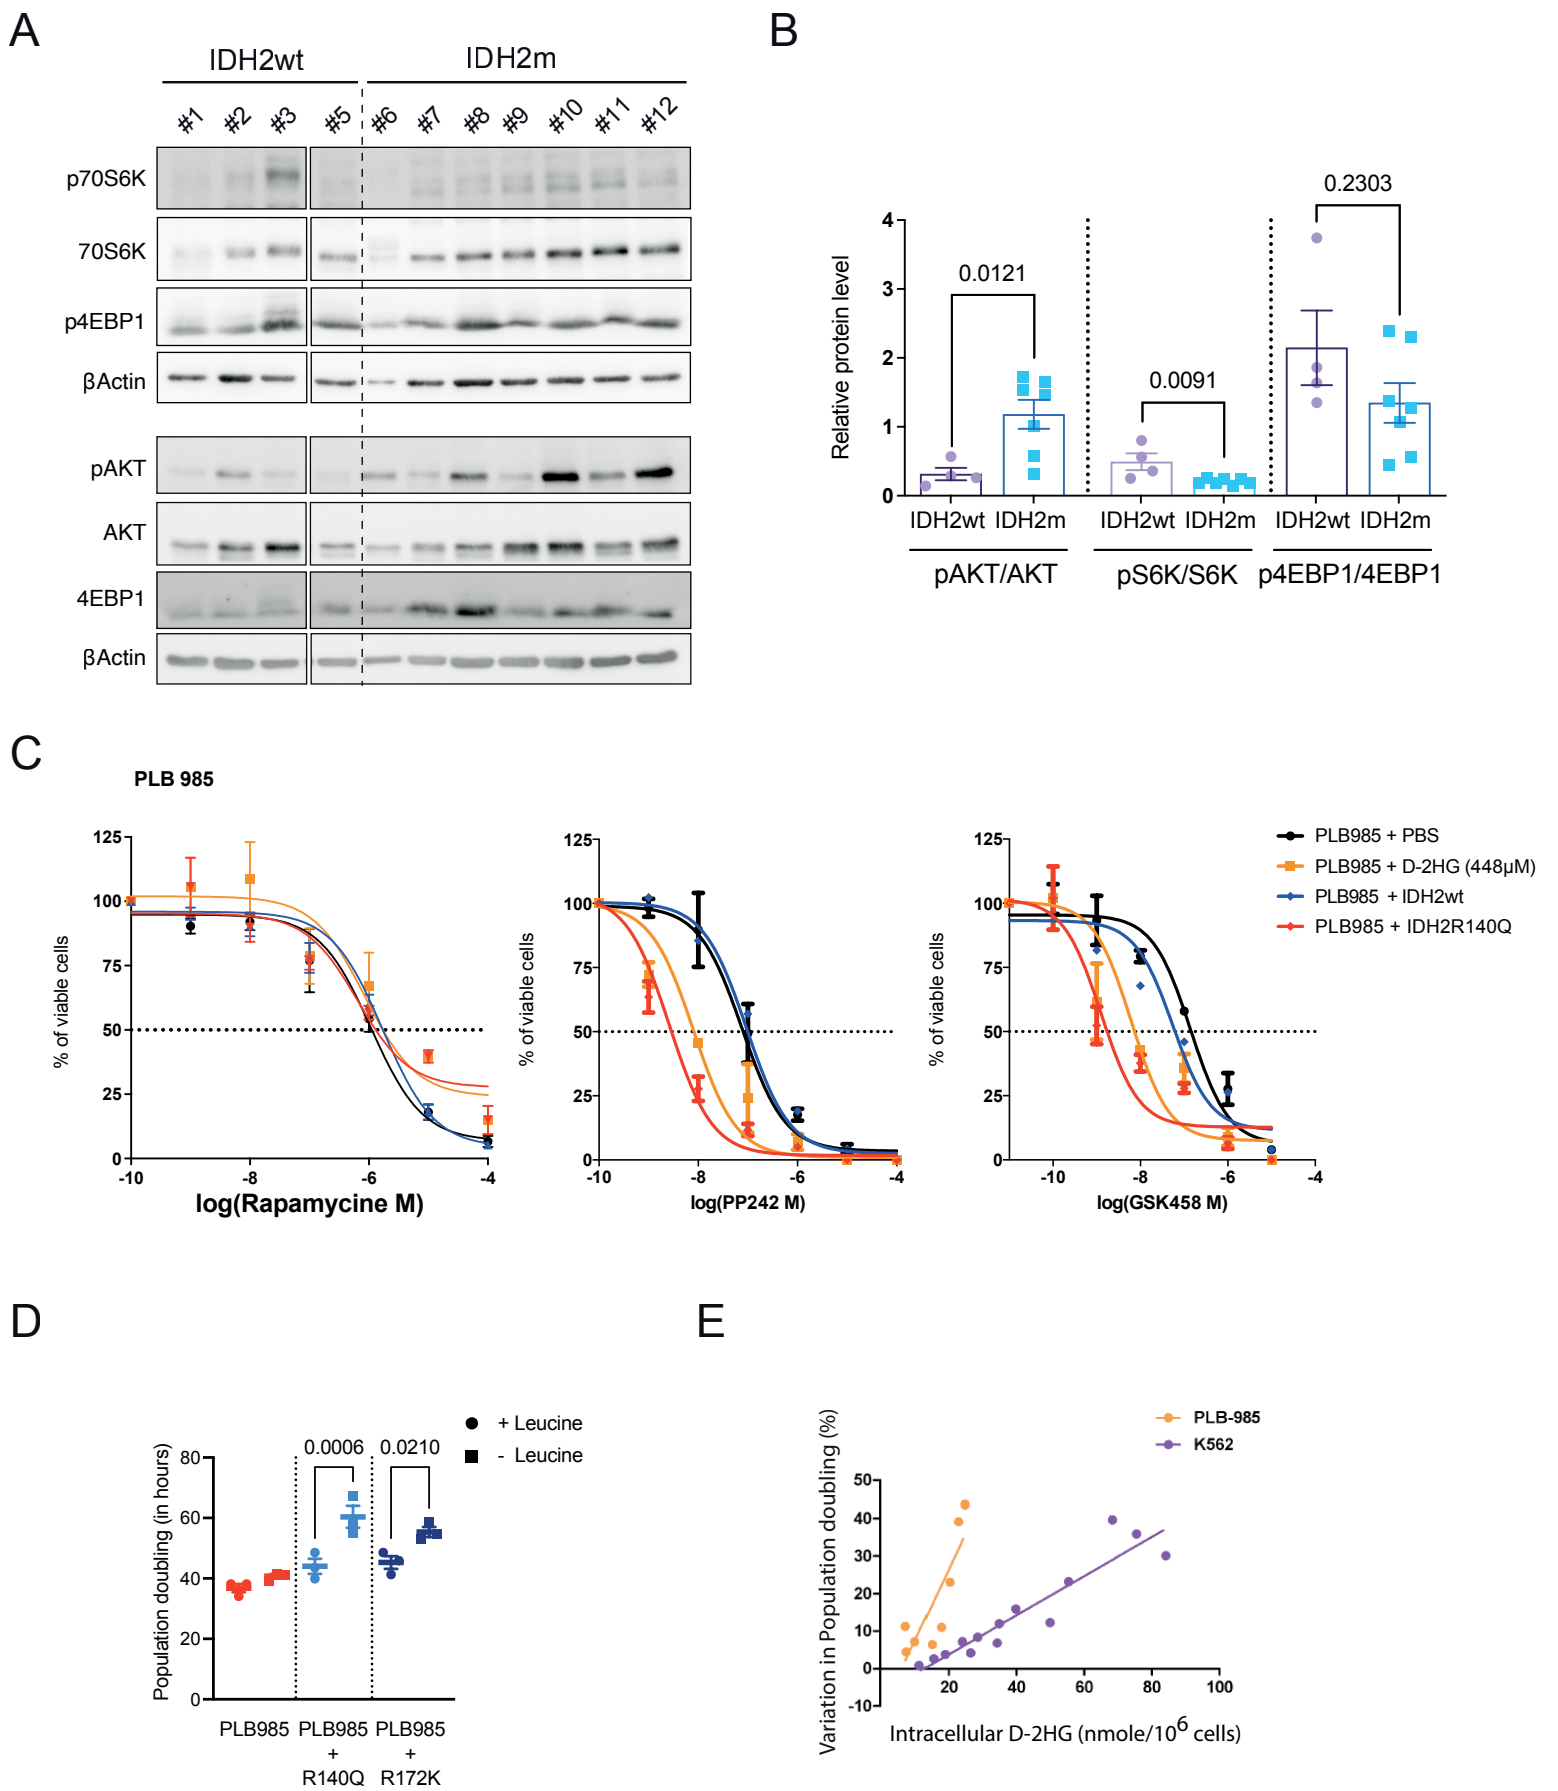 A
IDH2wt
IDH2m
#1
#2
#3
#5
#6
#7
#8
#9
#10
#11
#12
p70S6K
70S6K
p4EBP1
βActin
pAKT
AKT
4EBP1
βActin
B
Relative protein level
4
3
2
1
0
0.0121
0.0091
0.2303
IDH2wt IDH2m
IDH2wt IDH2m
IDH2wt IDH2m
pAKT/AKT
pS6K/S6K
p4EBP1/4EBP1
C
PLB 985
% of viable cells
125
100
75
50
25
0
-10
-8
-6
-4
log(Rapamycine M)
% of viable cells
125
100
75
50
25
0
-10
-8
-6
-4
log(PP242 M)
% of viable cells
125
100
75
50
25
0
-10
-8
-6
-4
log(GSK458 M)
PLB985 + PBS
PLB985 + D-2HG (448µM)
PLB985 + IDH2wt
PLB985 + IDH2R140Q
D
Population doubling (in hours)
80
60
40
20
0
0.0006
0.0210
+ Leucine
- Leucine
PLB985
PLB985
+
R140Q
PLB985
+
R172K
E
Variation in Population doubling (%)
50
40
30
20
10
0
-10
20
40
60
80
100
Intracellular D-2HG (nmole/10⁶ cells)
PLB-985
K562